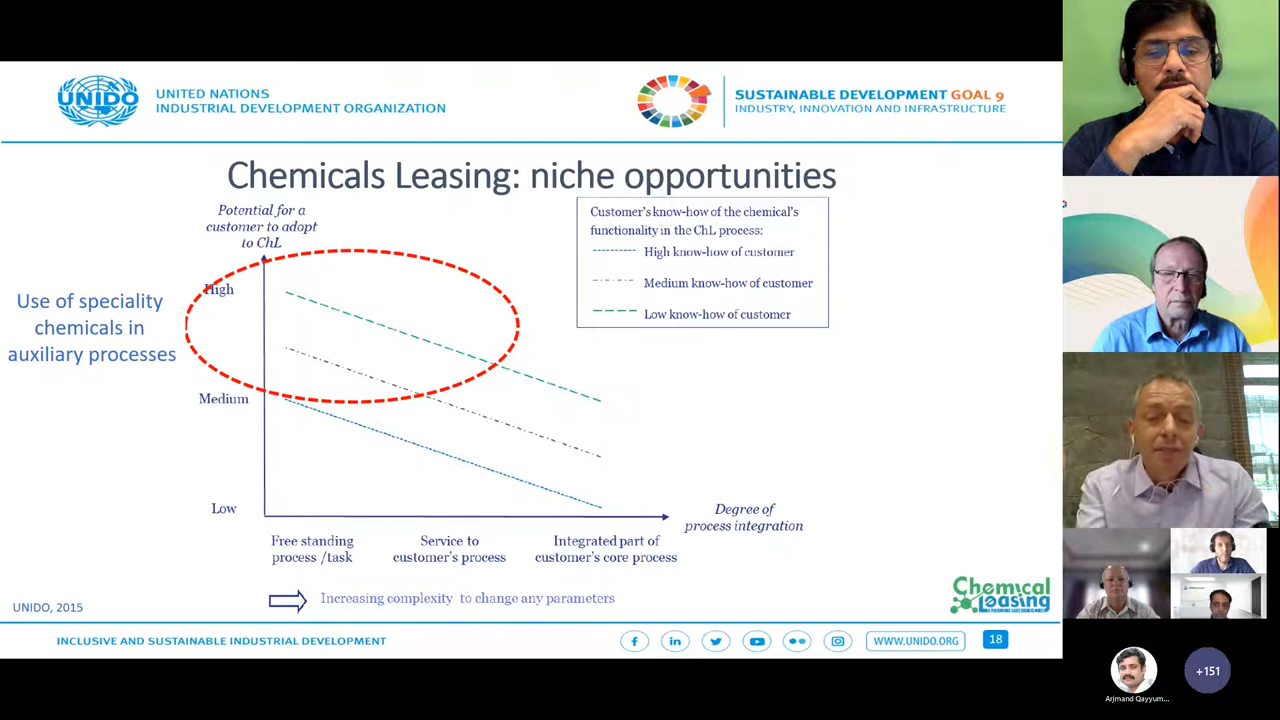 UNIDO
UNITED NATIONS
INDUSTRIAL DEVELOPMENT ORGANIZATION
SUSTAINABLE DEVELOPMENT GOAL 9
INDUSTRY, INNOVATION AND INFRASTRUCTURE
Chemicals Leasing: niche opportunities
Potential for a
customer to adopt
to ChL
Customer's know-how of the chemical's
functionality in the ChL process:
High know-how of customer
Medium know-how of customer
Low know-how of customer
Use of speciality
chemicals in
auxiliary processes
High
Medium
Low
Degree of
process integration
Free standing
process /task
Service to
customer's process
Integrated part of
customer's core process
Increasing complexity to change any parameters
Chemical
Leasing
UNIDO, 2015
INCLUSIVE AND SUSTAINABLE INDUSTRIAL DEVELOPMENT
WWW.UNIDO.ORG
18
+151
Arjmand Qayyum...